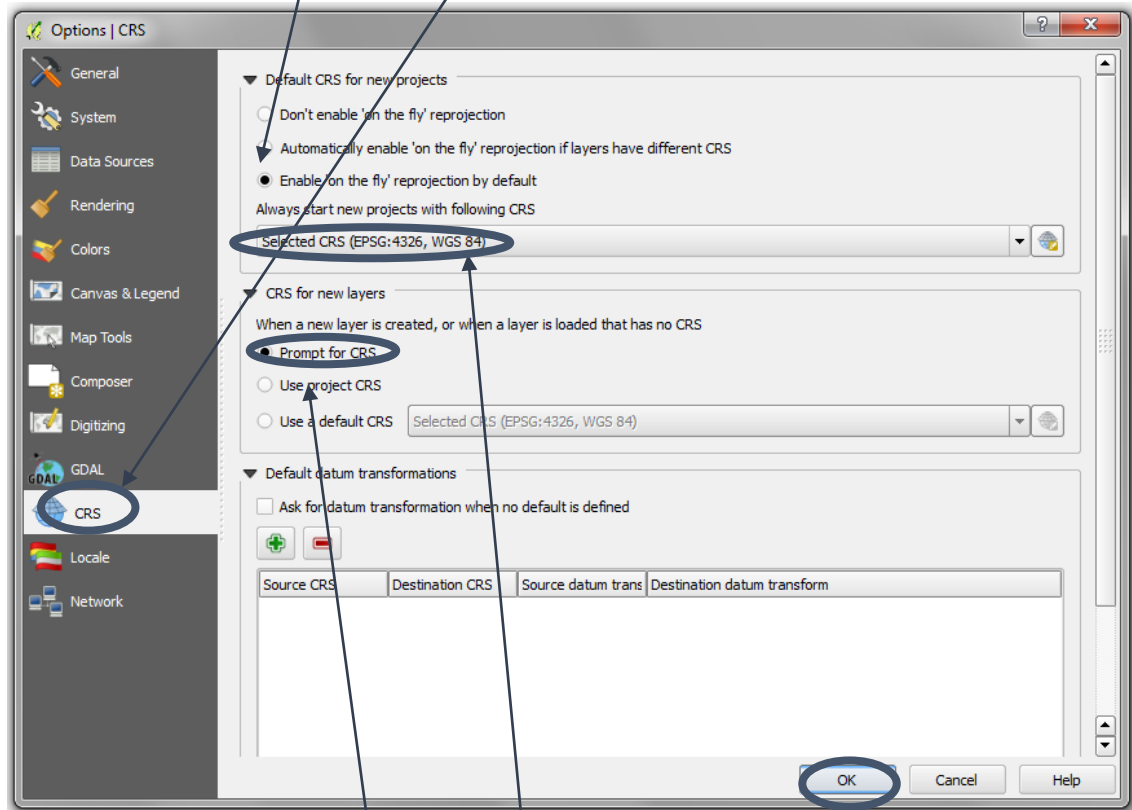 Options | CRS
General
System
Data Sources
Rendering
Colors
Canvas & Legend
Map Tools
Composer
Digitizing
GDAL
GDAL
CRS
Locale
Network
Default CRS for new projects
Don't enable 'on the fly' reprojection
Automatically enable 'on the fly' reprojection if layers have different CRS
Enable 'on the fly' reprojection by default
Always start new projects with following CRS
Selected CRS (EPSG:4326, WGS 84)
CRS for new layers
When a new layer is created, or when a layer is loaded that has no CRS
Prompt for CRS
Use project CRS
Use a default CRS Selected CRS (EPSG:4326, WGS 84)
Default datum transformations
Ask for datum transformation when no default is defined
Source CRS Destination CRS Source datum trans Destination datum transform
OK Cancel Help